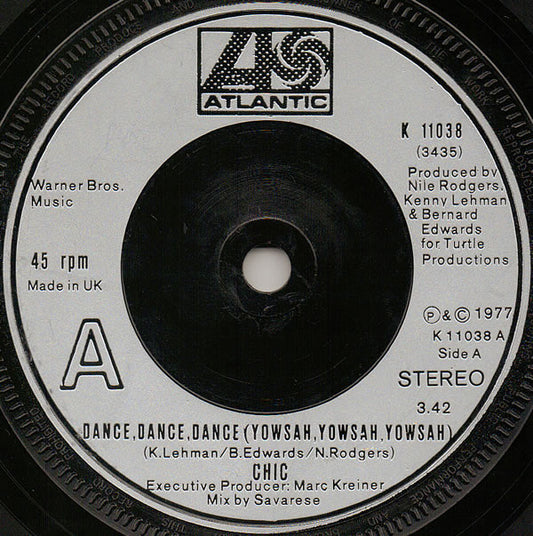 ATLANTIC
K 11038
(3435)
Warner Bros.
Music
Produced by
Nile Rodgers,
Kenny Lehman
& Bernard
Edwards
for Turtle
Productions
45 rpm
Made in UK
A
Ⓟ & © 1977
K 11038 A
Side A
STEREO
3.42
DANCE,DANCE,DANCE (YOWSAH,YOWSAH,YOWSAH)
(K.Lehman/B.Edwards/N.Rodgers)
CHIC
Executive Producer: Marc Kreiner
Mix by Savarese